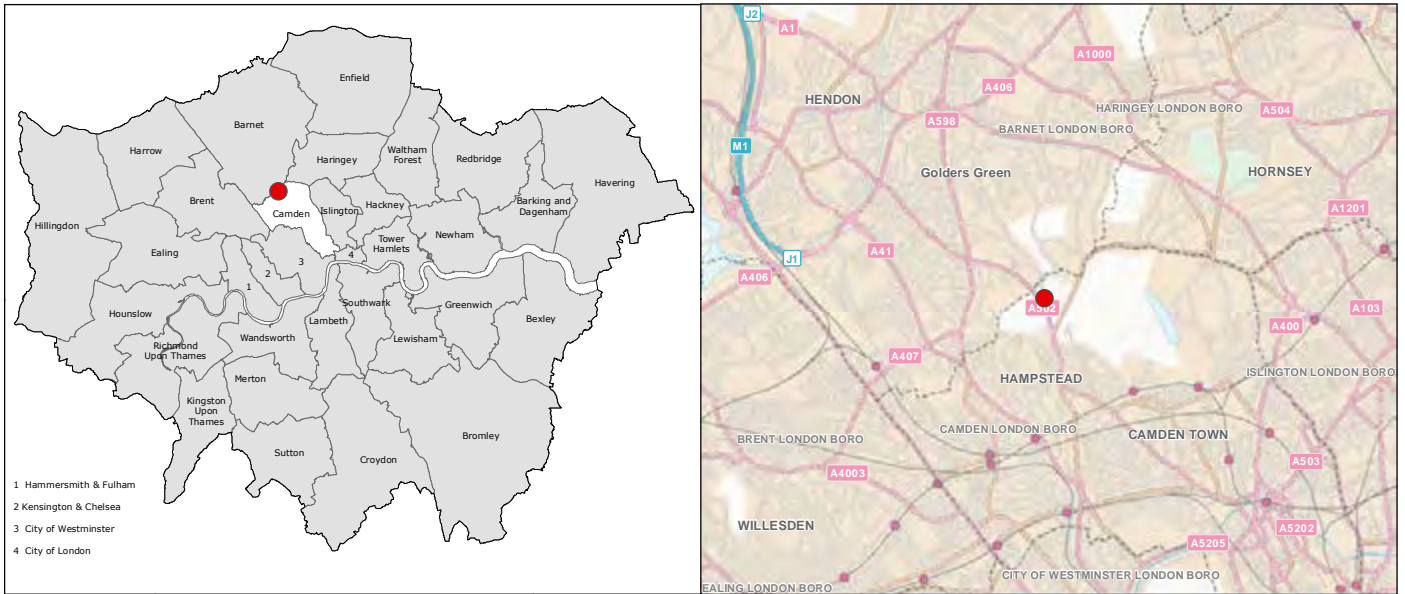 Enfield
Barnet
Harrow
Haringey
Waltham
Forest
Redbridge
Havering
Brent
Hackney
Barking and
Dagenham
Camden
Islington
Hillingdon
Tower
Hamlets
Newham
Ealing
4
3
2
1
Hounslow
Southwark
Greenwich
Bexley
Lambeth
Wandsworth
Lewisham
Richmond
Upon Thames
Merton
Kingston
Upon
Thames
Bromley
Sutton
Croydon
1 Hammersmith & Fulham
2 Kensington & Chelsea
3 City of Westminster
4 City of London
J2
A1
A1000
A406
HENDON
HARINGEY LONDON BORO
A504
A598
BARNET LONDON BORO
M1
Golders Green
HORNSEY
A1201
A41
J1
A406
A502
A103
A400
A407
ISLINGTON LONDON BORO
HAMPSTEAD
CAMDEN LONDON BORO
CAMDEN TOWN
BRENT LONDON BORO
A503
A4003
WILLESDEN
A5202
A5205
CITY OF WESTMINSTER LONDON BORO
EALING LONDON BORO